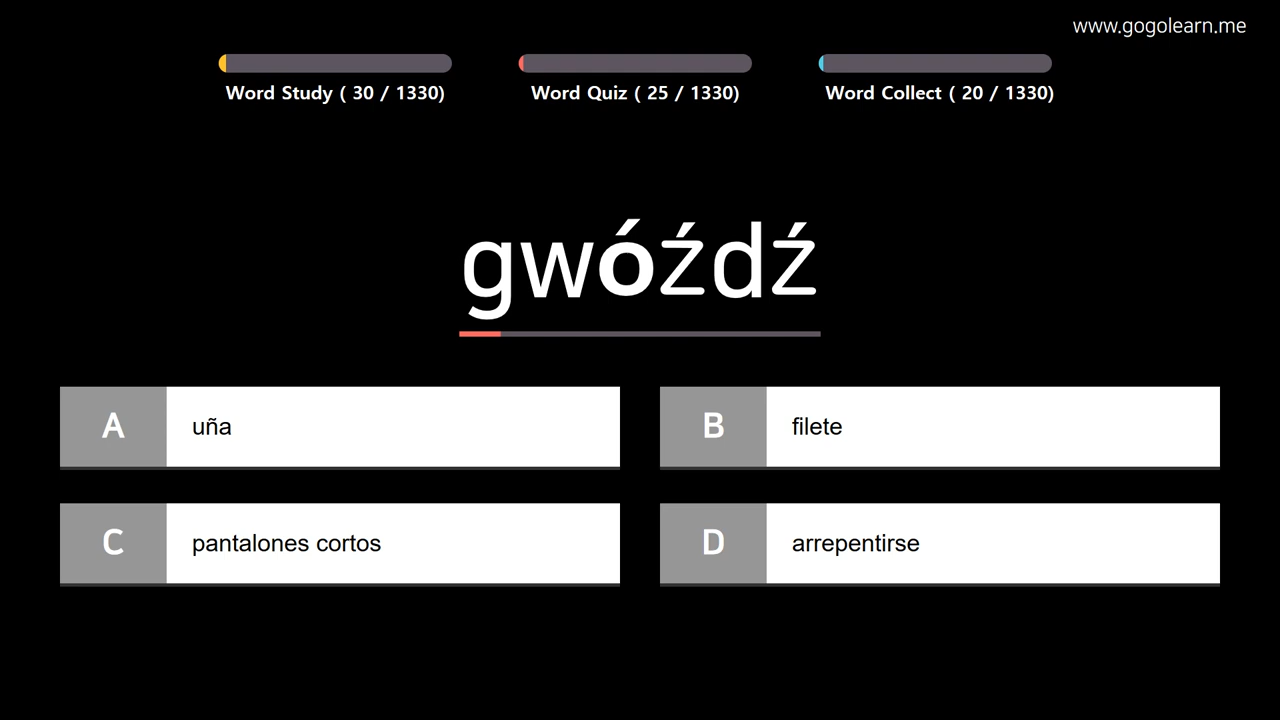 www.gogolearn.me
Word Study ( 30 / 1330)
Word Quiz ( 25 / 1330)
Word Collect ( 20 / 1330)
gwóźdź
A
uña
B
filete
C
pantalones cortos
D
arrepentirse